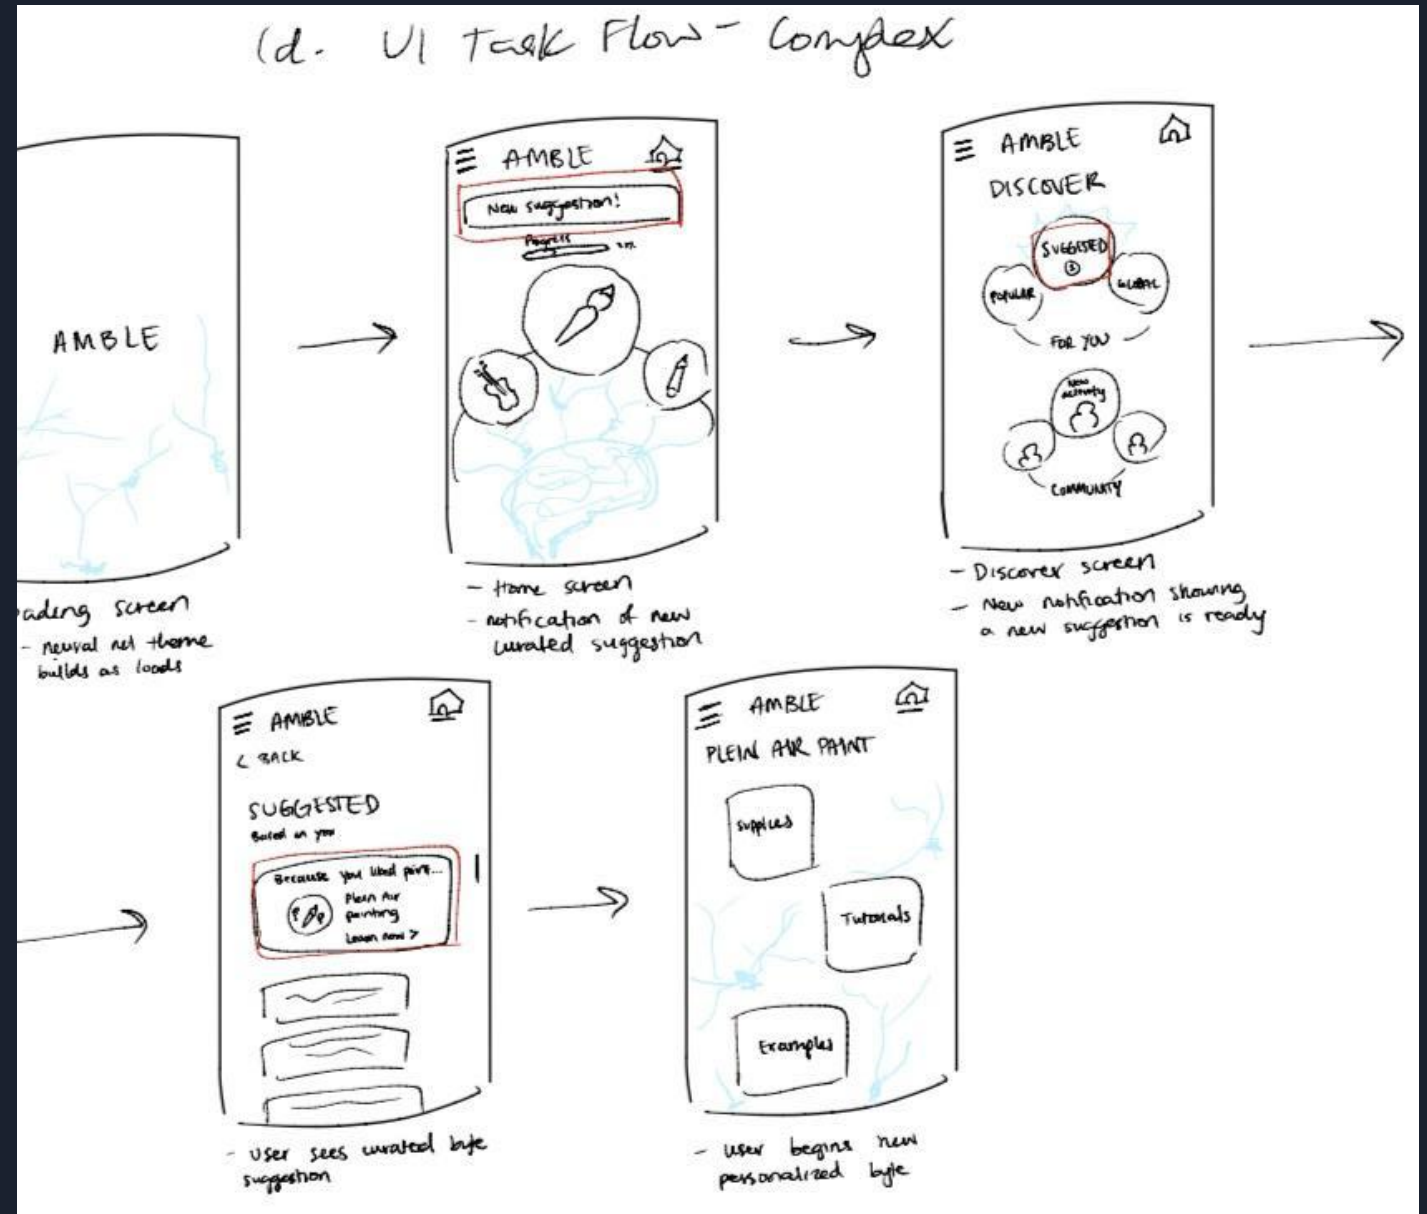 1d. UI Task Flow - Complex
AMBLE
ading screen
- neural net theme
builds as loads
AMBLE
New suggestion!
Progress
- Home screen
- notification of new
curated suggestion
AMBLE
DISCOVER
SUGGESTED
POPULAR
GLOBAL
FOR YOU
New
activity
COMMUNITY
- Discover screen
- New notification showing
a new suggestion is ready
AMBLE
< BACK
SUGGESTED
Based on you
Because you liked paint...
Plein Air
painting
Learn now >
- User sees curated byte
suggestion
AMBLE
PLEIN AIR PAINT
Supplies
Tutorials
Examples
- user begins new
personalized byte